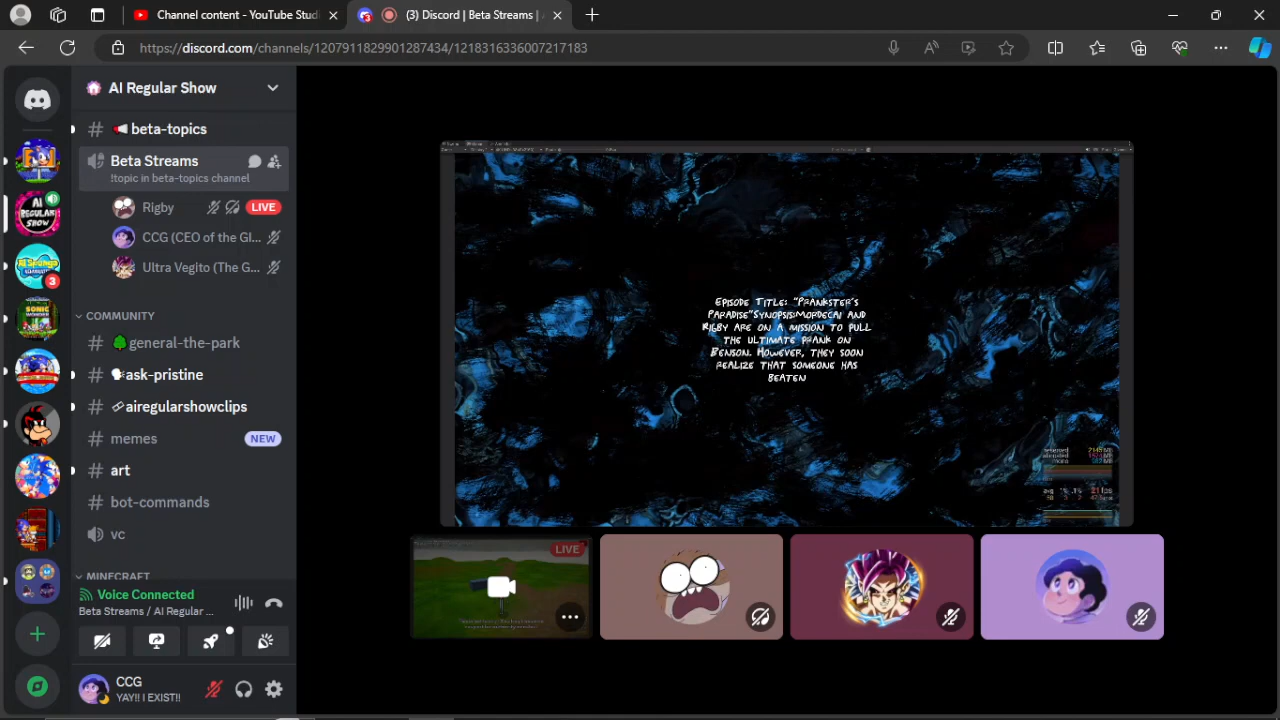 Channel content - YouTube Studi
(3) Discord | Beta Streams |
https://discord.com/channels/1207911829901287434/1218316336007217183
AI Regular Show
beta-topics
Beta Streams
!topic in beta-topics channel
Rigby
LIVE
CCG (CEO of the GI...
Ultra Vegito (The G...
3
COMMUNITY
general-the-park
ask-pristine
airegularshowclips
memes
NEW
art
bot-commands
vc
MINECRAFT
Voice Connected
Beta Streams / AI Regular ...
CCG
YAY!! I EXIST!!
Episode Title: "Prankster's
Paradise"Synopsis:Mordecai and
Rigby are on a mission to pull
the ultimate prank on
Benson. However, they soon
realize that someone has
beaten
LIVE